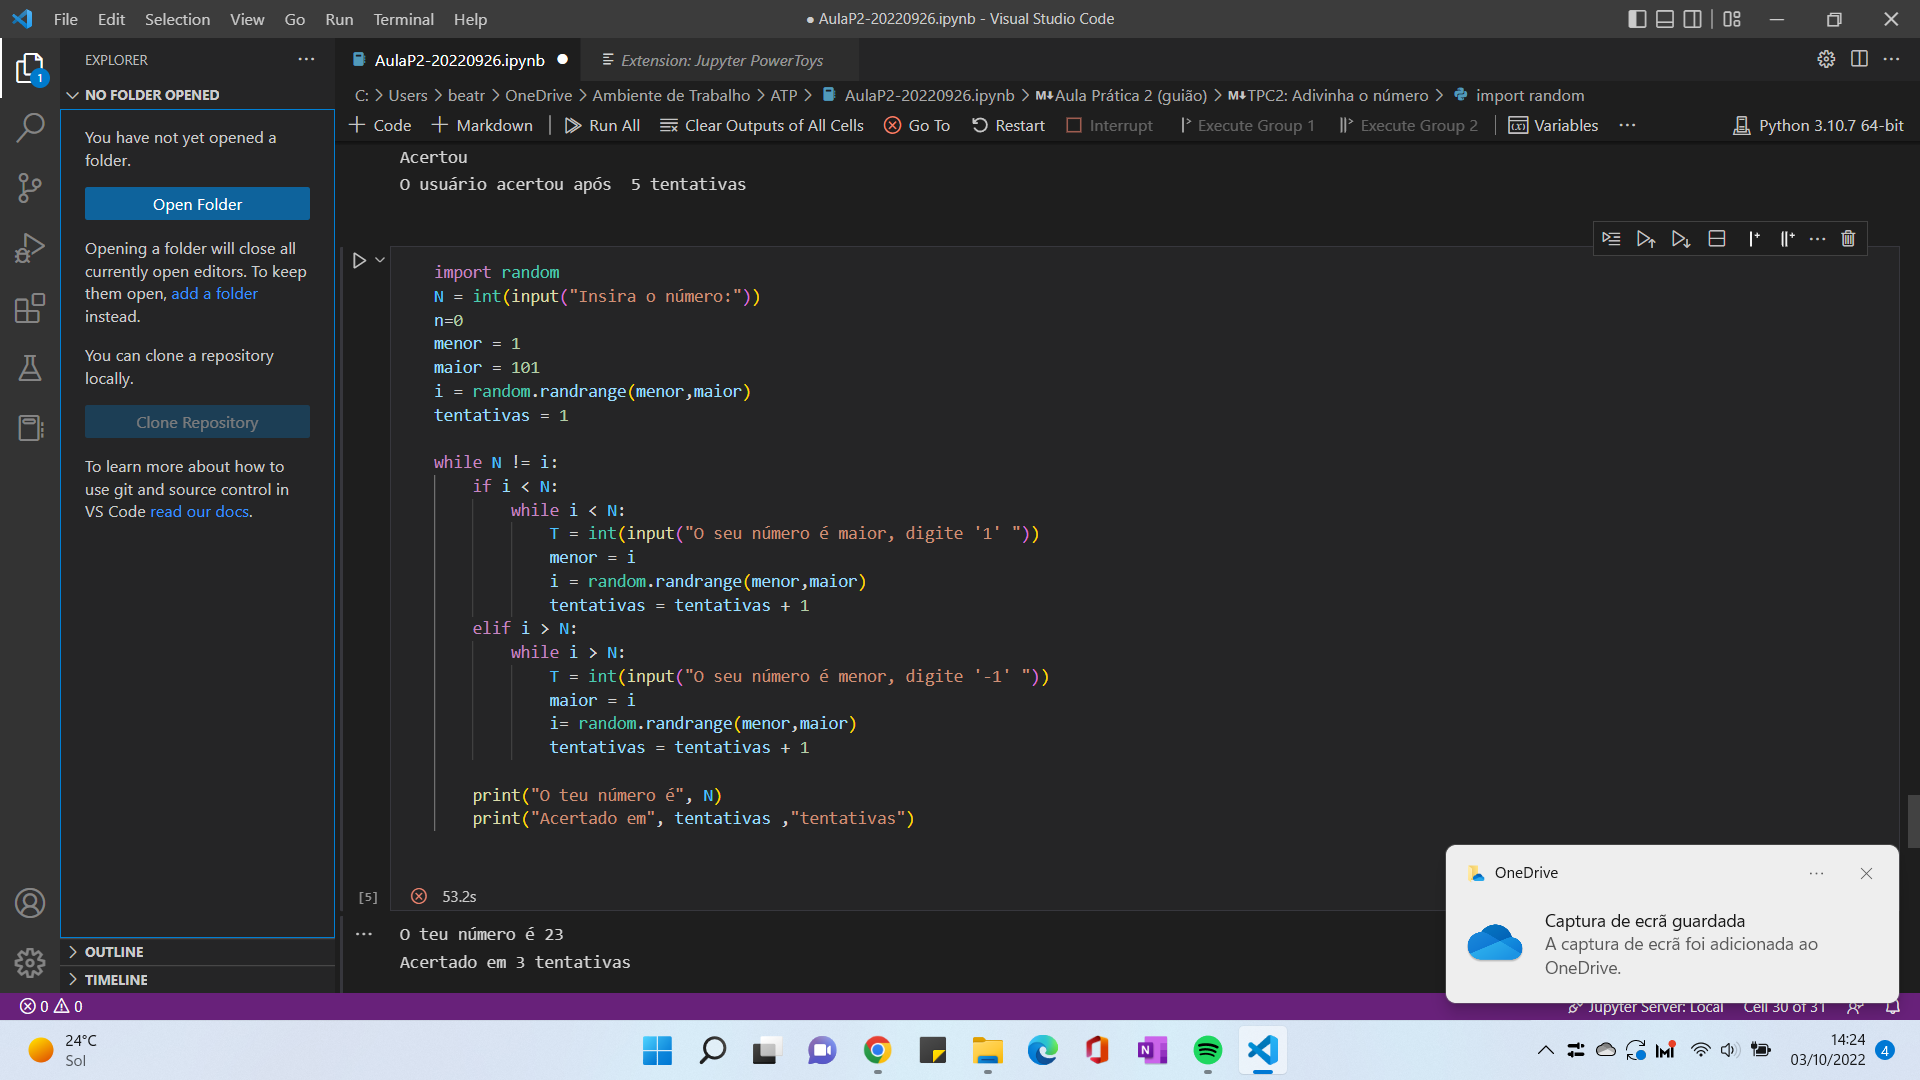 File Edit Selection View Go Run Terminal Help
● AulaP2-20220926.ipynb - Visual Studio Code
EXPLORER
NO FOLDER OPENED
You have not yet opened a
folder.
Open Folder
Opening a folder will close all
currently open editors. To keep
them open, add a folder
instead.
You can clone a repository
locally.
Clone Repository
To learn more about how to
use git and source control in
VS Code read our docs.
OUTLINE
TIMELINE
1
AulaP2-20220926.ipynb
Extension: Jupyter PowerToys
C: > Users > beatr > OneDrive > Ambiente de Trabalho > ATP > AulaP2-20220926.ipynb > M↓Aula Prática 2 (guião) > M↓TPC2: Adivinha o número > import random
+ Code + Markdown Run All Clear Outputs of All Cells Go To Restart Interrupt Execute Group 1 Execute Group 2 Variables ... Python 3.10.7 64-bit
Acertou
O usuário acertou após  5 tentativas
import random
N = int(input("Insira o número:"))
n=0
menor = 1
maior = 101
i = random.randrange(menor,maior)
tentativas = 1
while N != i:
    if i < N:
        while i < N:
            T = int(input("O seu número é maior, digite '1' "))
            menor = i
            i = random.randrange(menor,maior)
            tentativas = tentativas + 1
    elif i > N:
        while i > N:
            T = int(input("O seu número é menor, digite '-1' "))
            maior = i
            i= random.randrange(menor,maior)
            tentativas = tentativas + 1
    print("O teu número é", N)
    print("Acertado em", tentativas ,"tentativas")
[5] 53.2s
O teu número é 23
Acertado em 3 tentativas
OneDrive
Captura de ecrã guardada
A captura de ecrã foi adicionada ao
OneDrive.
0 0
Jupyter Server: Local Cell 30 of 31
24°C
Sol
14:24
03/10/2022
4